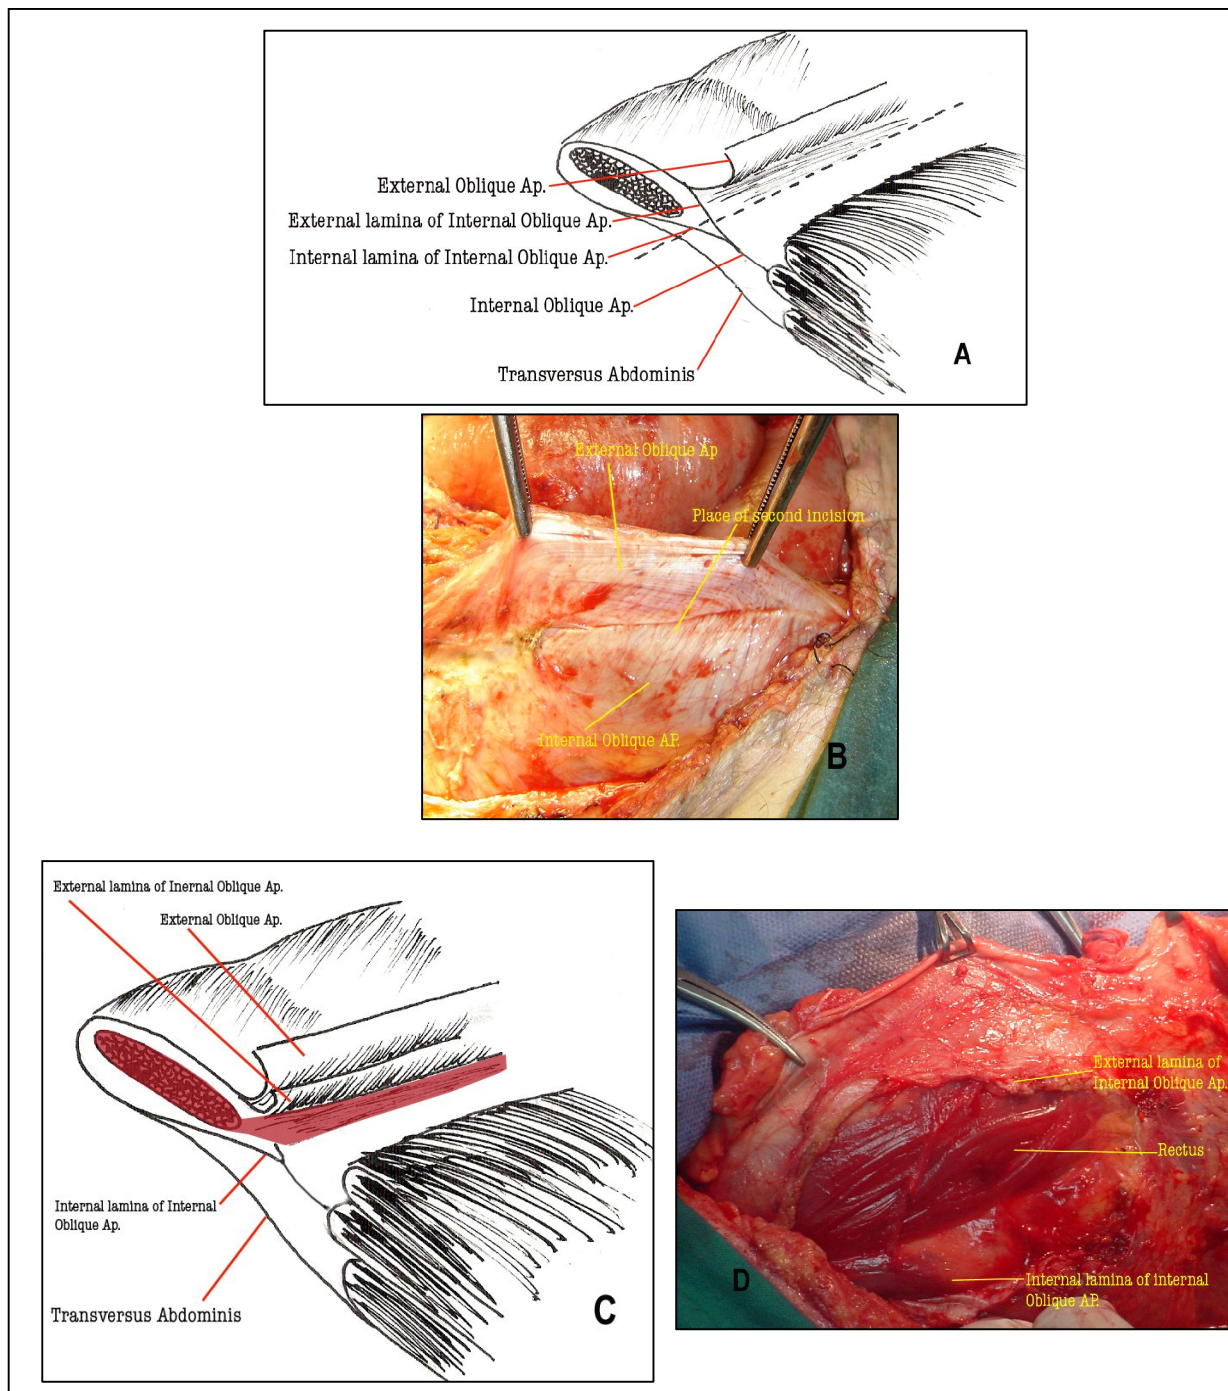 External Oblique Ap.
External lamina of Internal Oblique Ap.
Internal lamina of Internal Oblique Ap.
Internal Oblique Ap.
Transversus Abdominis
A
External Oblique Ap
Place of second incision
Internal Oblique AP.
B
External lamina of Inernal Oblique Ap.
External Oblique Ap.
Internal lamina of Internal
Oblique Ap.
Transversus Abdominis
C
External lamina of
Internal Oblique Ap.
Rectus
Internal lamina of internal
Oblique AP.
D